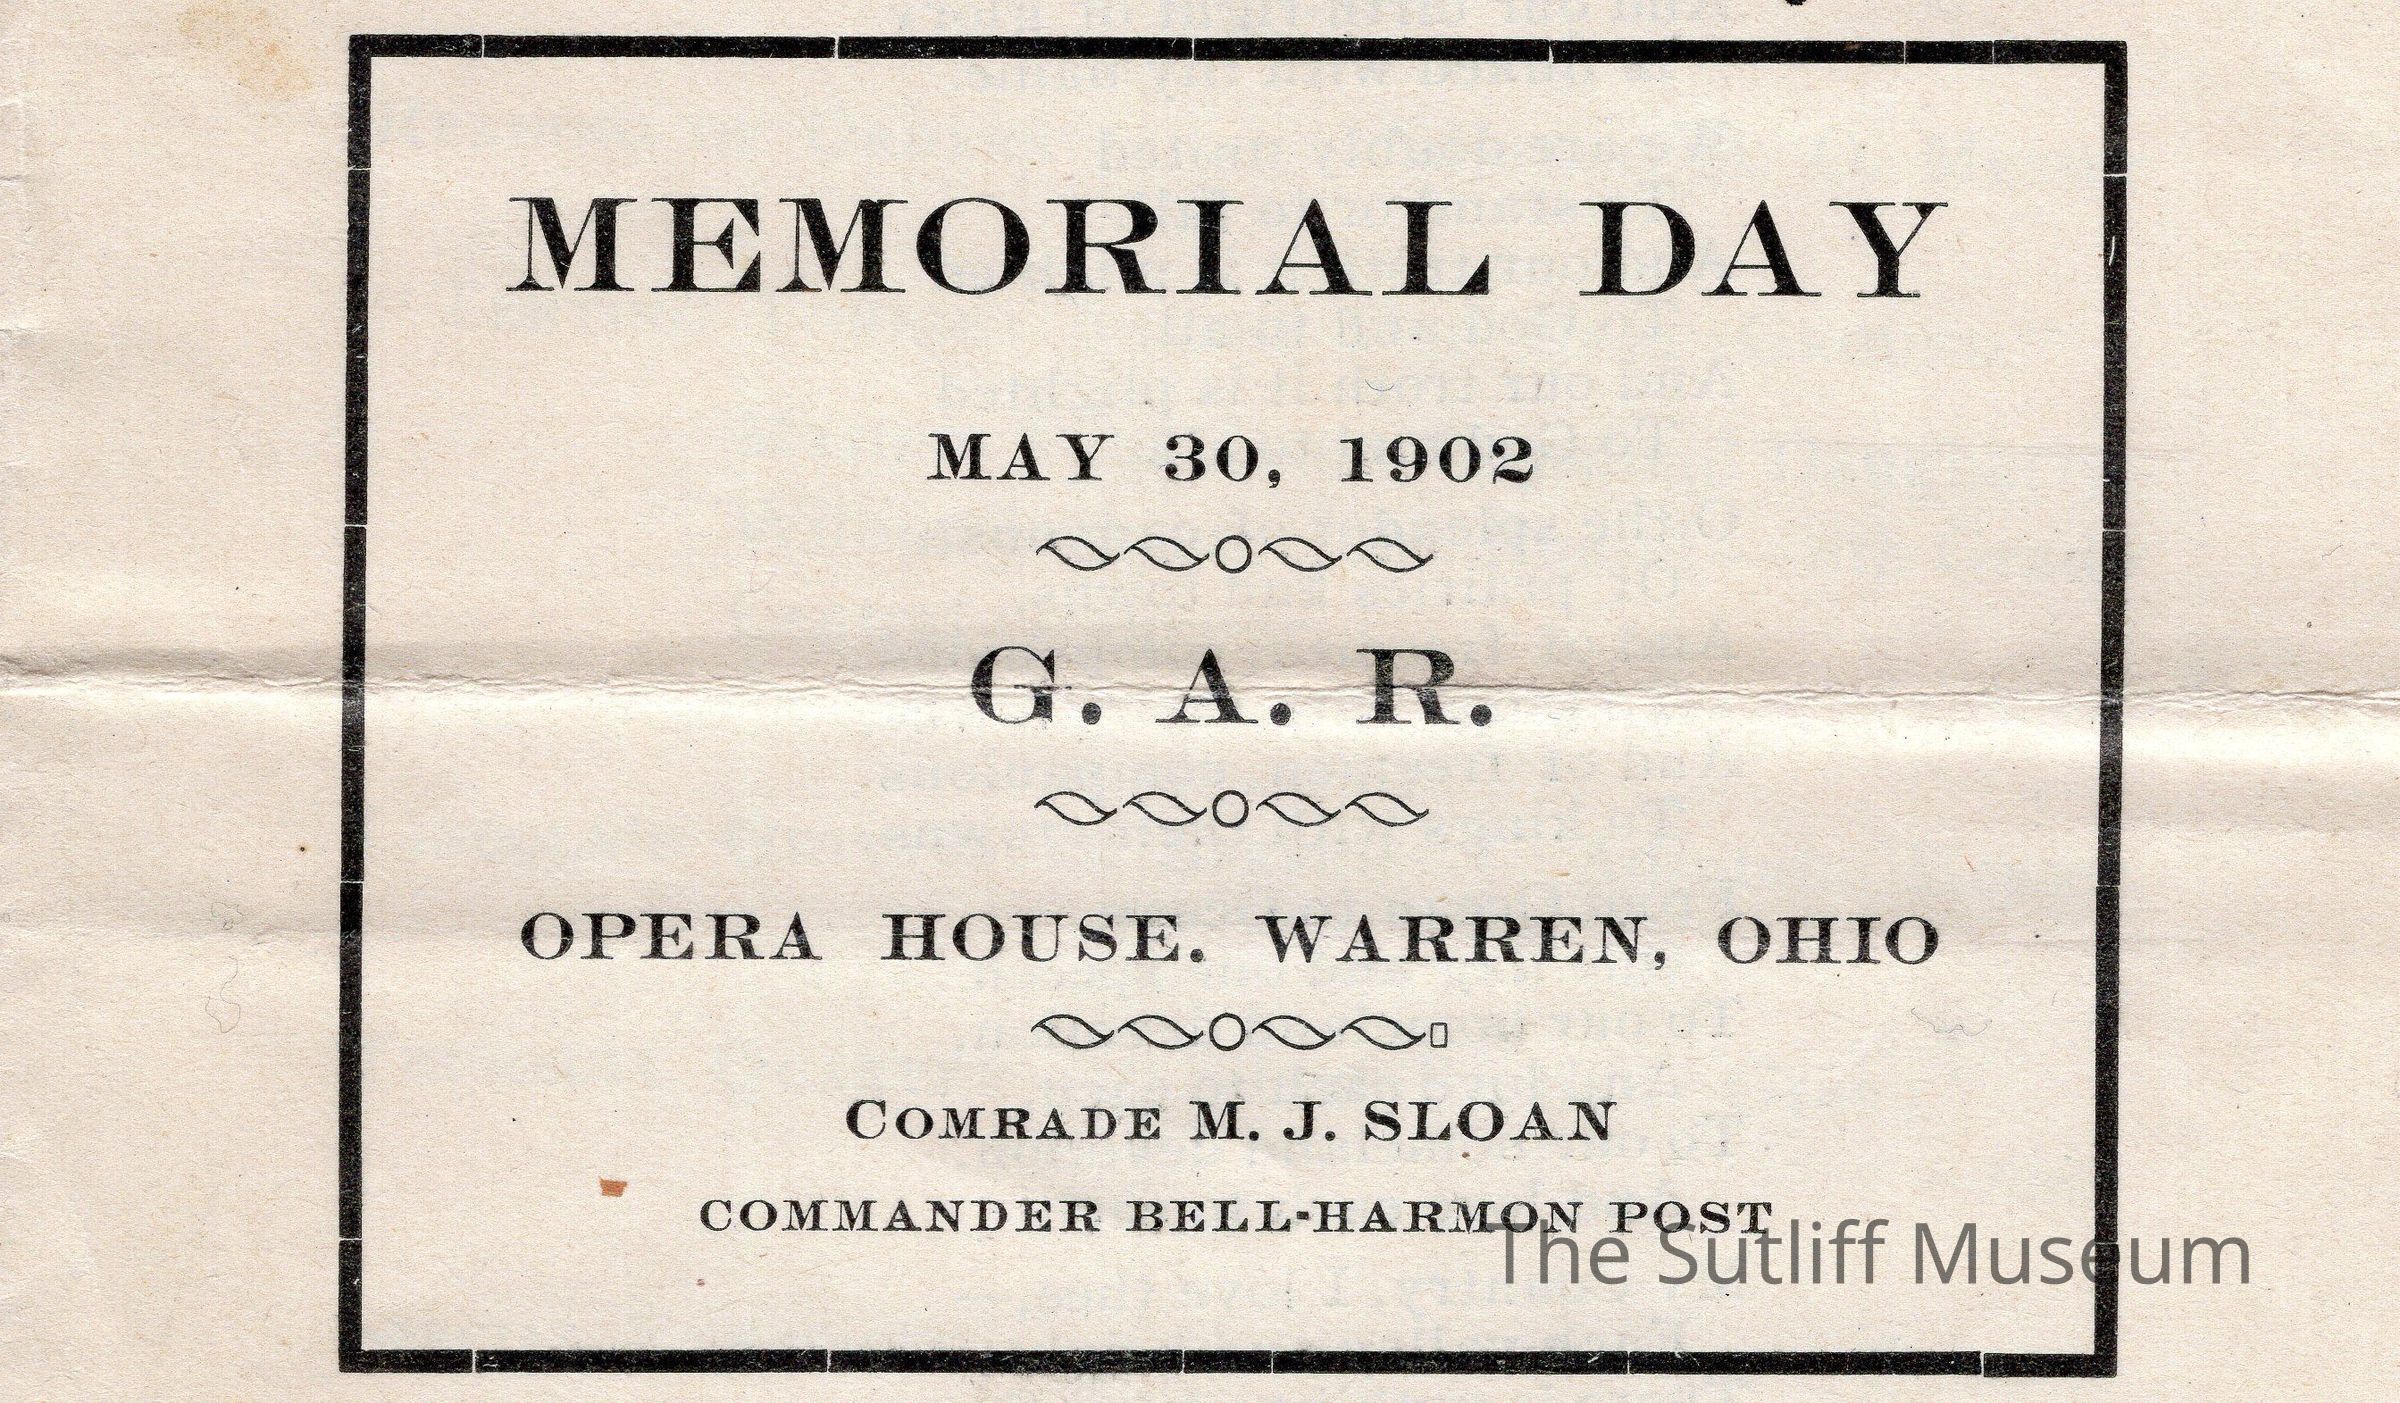 MEMORIAL DAY
MAY 30, 1902
G. A. R.
OPERA HOUSE. WARREN, OHIO
COMRADE M. J. SLOAN
COMMANDER BELL-HARMON POST
The Sutliff Museum